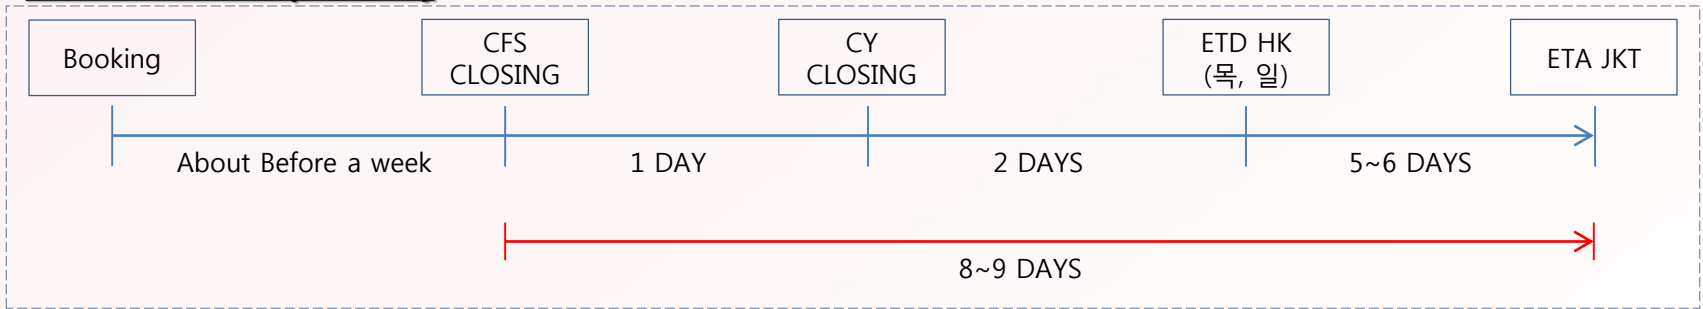 Booking
CFS
CLOSING
CY
CLOSING
ETD HK
(목, 일)
ETA JKT
About Before a week
1 DAY
2 DAYS
5~6 DAYS
8~9 DAYS